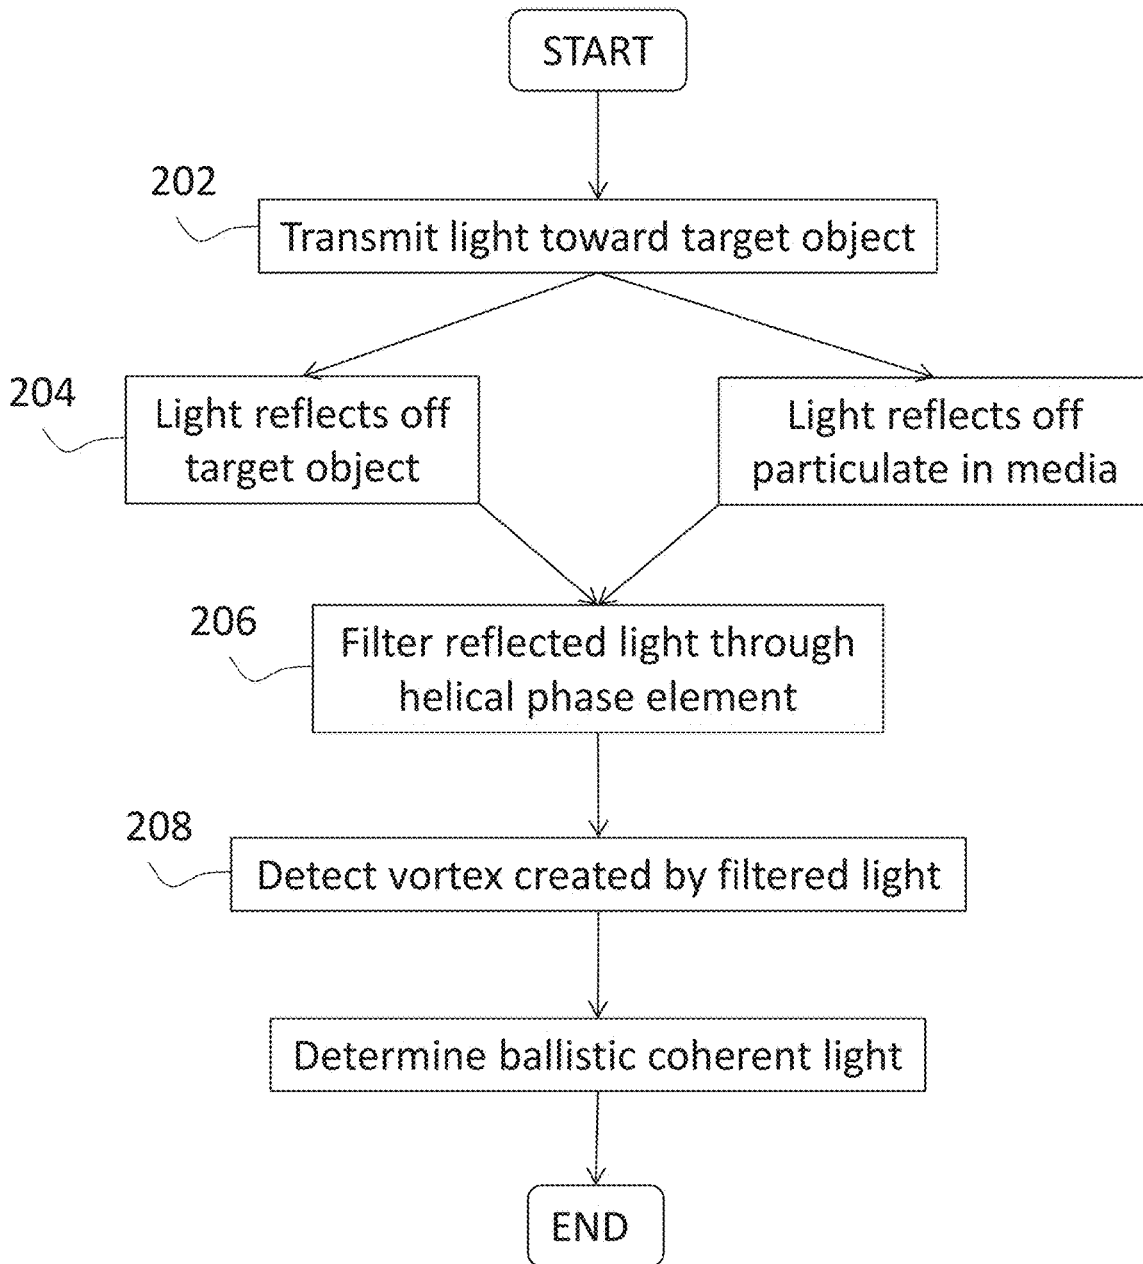 START
202
Transmit light toward target object
204
Light reflects off
target object
Light reflects off
particulate in media
206
Filter reflected light through
helical phase element
208
Detect vortex created by filtered light
Determine ballistic coherent light
END